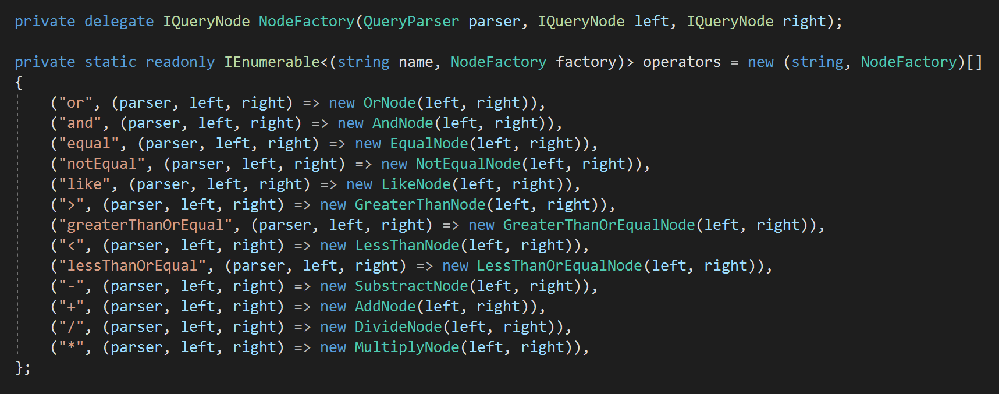 private delegate IQueryNode NodeFactory(QueryParser parser, IQueryNode left, IQueryNode right);
private static readonly IEnumerable<(string name, NodeFactory factory)> operators = new (string, NodeFactory)[]
{
("or", (parser, left, right) => new OrNode(left, right)),
("and", (parser, left, right) => new AndNode(left, right)),
("equal", (parser, left, right) => new EqualNode(left, right)),
("notEqual", (parser, left, right) => new NotEqualNode(left, right)),
("like", (parser, left, right) => new LikeNode(left, right)),
(">", (parser, left, right) => new GreaterThanNode(left, right)),
("greaterThanOrEqual", (parser, left, right) => new GreaterThanOrEqualNode(left, right)),
("<", (parser, left, right) => new LessThanNode(left, right)),
("lessThanOrEqual", (parser, left, right) => new LessThanOrEqualNode(left, right)),
("-", (parser, left, right) => new SubstractNode(left, right)),
("+", (parser, left, right) => new AddNode(left, right)),
("/", (parser, left, right) => new DivideNode(left, right)),
("*", (parser, left, right) => new MultiplyNode(left, right)),
};